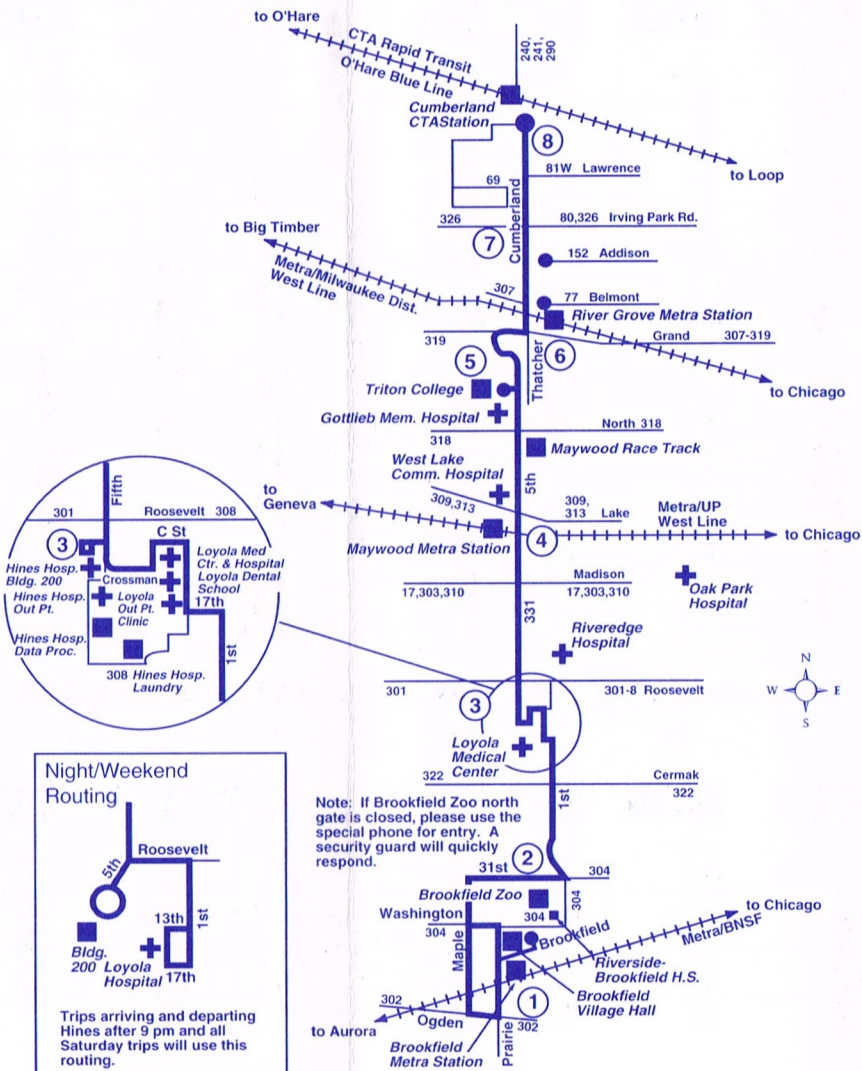 to O'Hare
CTA Rapid Transit
O'Hare Blue Line
240,
241,
290
Cumberland
CTAStation
8
to Loop
81W Lawrence
69
Cumberland
326
80,326 Irving Park Rd.
7
to Big Timber
152 Addison
Metra/Milwaukee Dist.
West Line
307
77 Belmont
River Grove Metra Station
319
Grand 307-319
6
5
Thatcher
to Chicago
Triton College
Gottlieb Mem. Hospital
North 318
318
Maywood Race Track
West Lake
Comm. Hospital
5th
to
Geneva
309,313
309,
313 Lake
Metra/UP
West Line
Maywood Metra Station
4
to Chicago
Madison
17,303,310
17,303,310
Oak Park
Hospital
331
Riveredge
Hospital
301
301-8 Roosevelt
3
Loyola
Medical
Center
N
W
E
S
322
Cermak
322
1st
Note: If Brookfield Zoo north
gate is closed, please use the
special phone for entry. A
security guard will quickly
respond.
2
31st
304
Brookfield Zoo
304
304
Washington
304
Maple
Brookfield
to Chicago
Metra/BNSF
Riverside-
Brookfield H.S.
Brookfield
Village Hall
1
302
Ogden
302
to Aurora
Prairie
Brookfield
Metra Station
Fifth
301
Roosevelt 308
3
C St
Hines Hosp.
Bldg. 200
Crossman
Loyola Med
Ctr. & Hospital
Loyola Dental
School
Hines Hosp.
Out Pt.
Loyola
Out Pt.
Clinic
17th
Hines Hosp.
Data Proc.
1st
308 Hines Hosp.
Laundry
Night/Weekend
Routing
Roosevelt
5th
1st
13th
Bldg.
200
Loyola
Hospital
17th
Trips arriving and departing
Hines after 9 pm and all
Saturday trips will use this
routing.